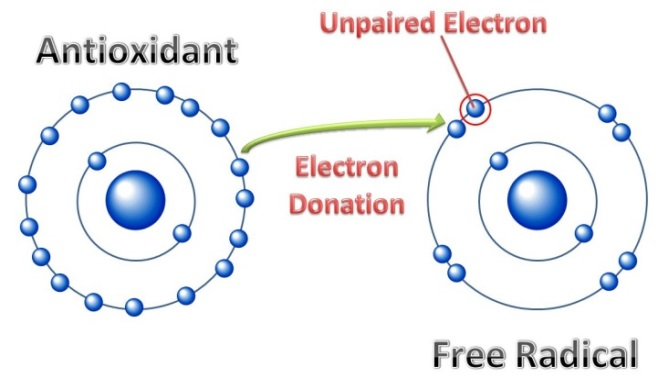 Unpaired Electron
Antioxidant
Electron
Donation
Free Radical